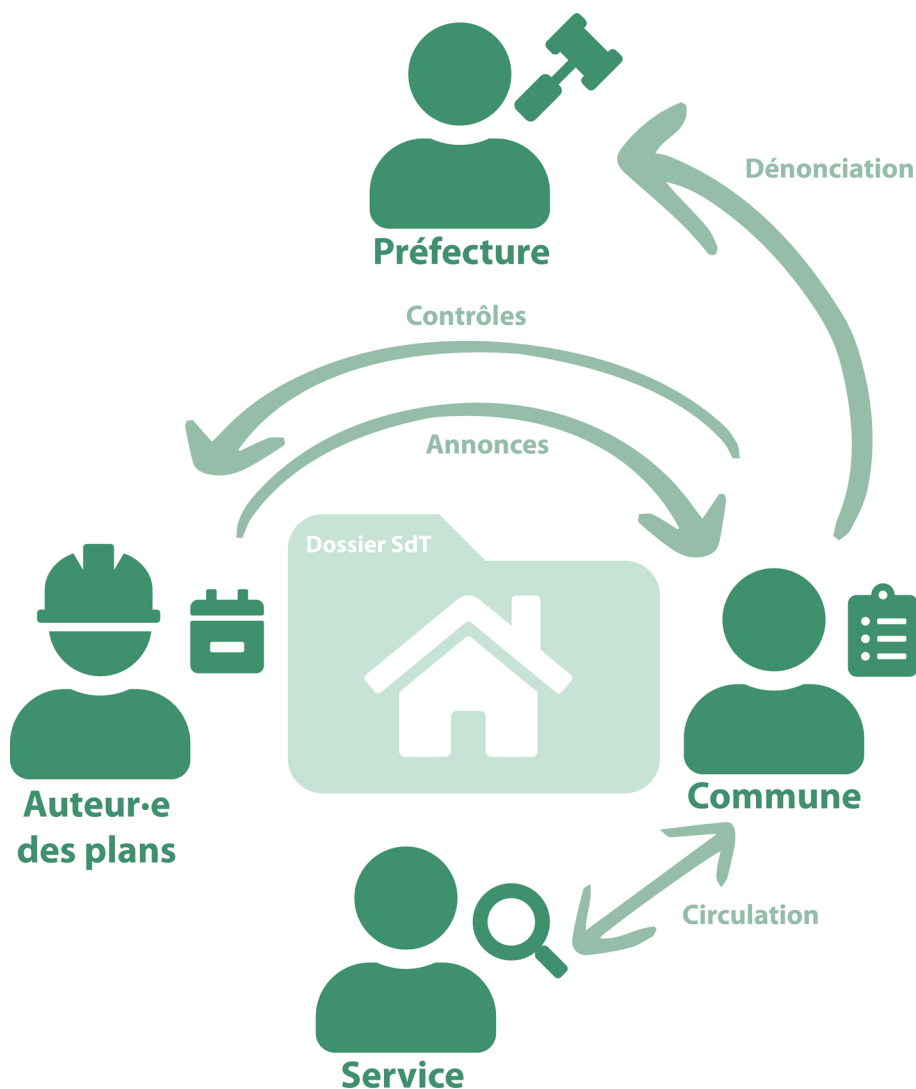 Dénonciation
Préfecture
Contrôles
Annonces
Dossier SdT
Auteur·e
des plans
Commune
Circulation
Service